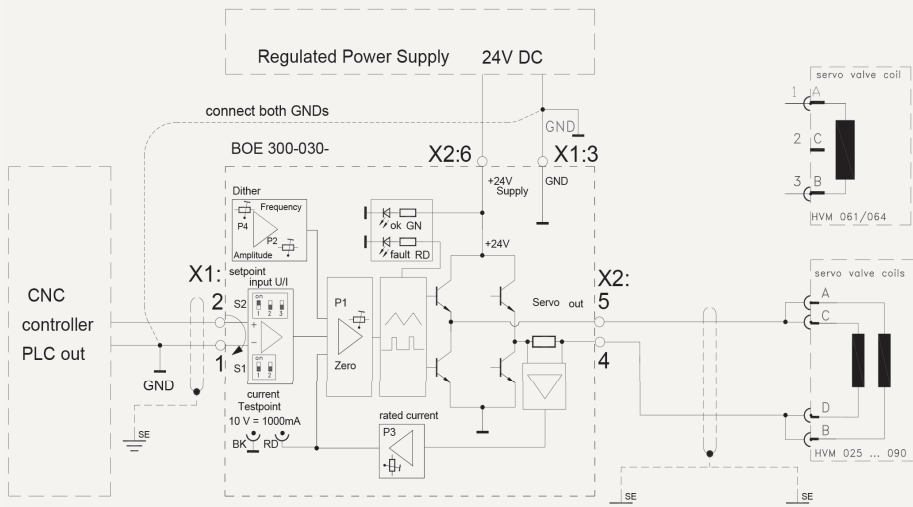 Regulated Power Supply 24V DC
connect both GNDs
GND
BOE 300-030-
X2:6
X1:3
+24V
Supply
GND
Dither
Frequency
P4
P2
Amplitude
ok GN
fault RD
+24V
X1:
setpoint
input U/I
2
S2
on
1 2 3
+
-
1
S1
on
1 2
P1
Zero
X2:
Servo out
5
4
CNC
controller
PLC out
GND
SE
current
Testpoint
10 V = 1000mA
BK RD
rated current
P3
SE
SE
servo valve coil
1 A
2 C
3 B
HVM 061/064
servo valve coils
A
C
D
B
HVM 025 ... 090